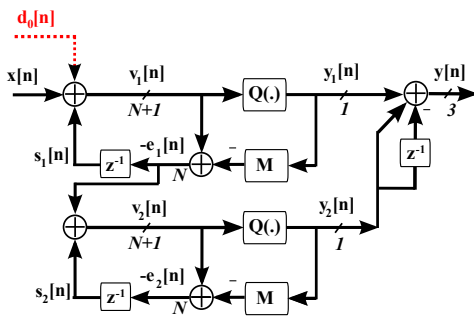 d₀[n]
x[n]
v₁[n]
N+1
Q(.)
y₁[n]
1
y[n]
3
−
s₁[n]
z⁻¹
-e₁[n]
N
−
M
z⁻¹
v₂[n]
N+1
Q(.)
y₂[n]
1
s₂[n]
z⁻¹
-e₂[n]
N
−
M